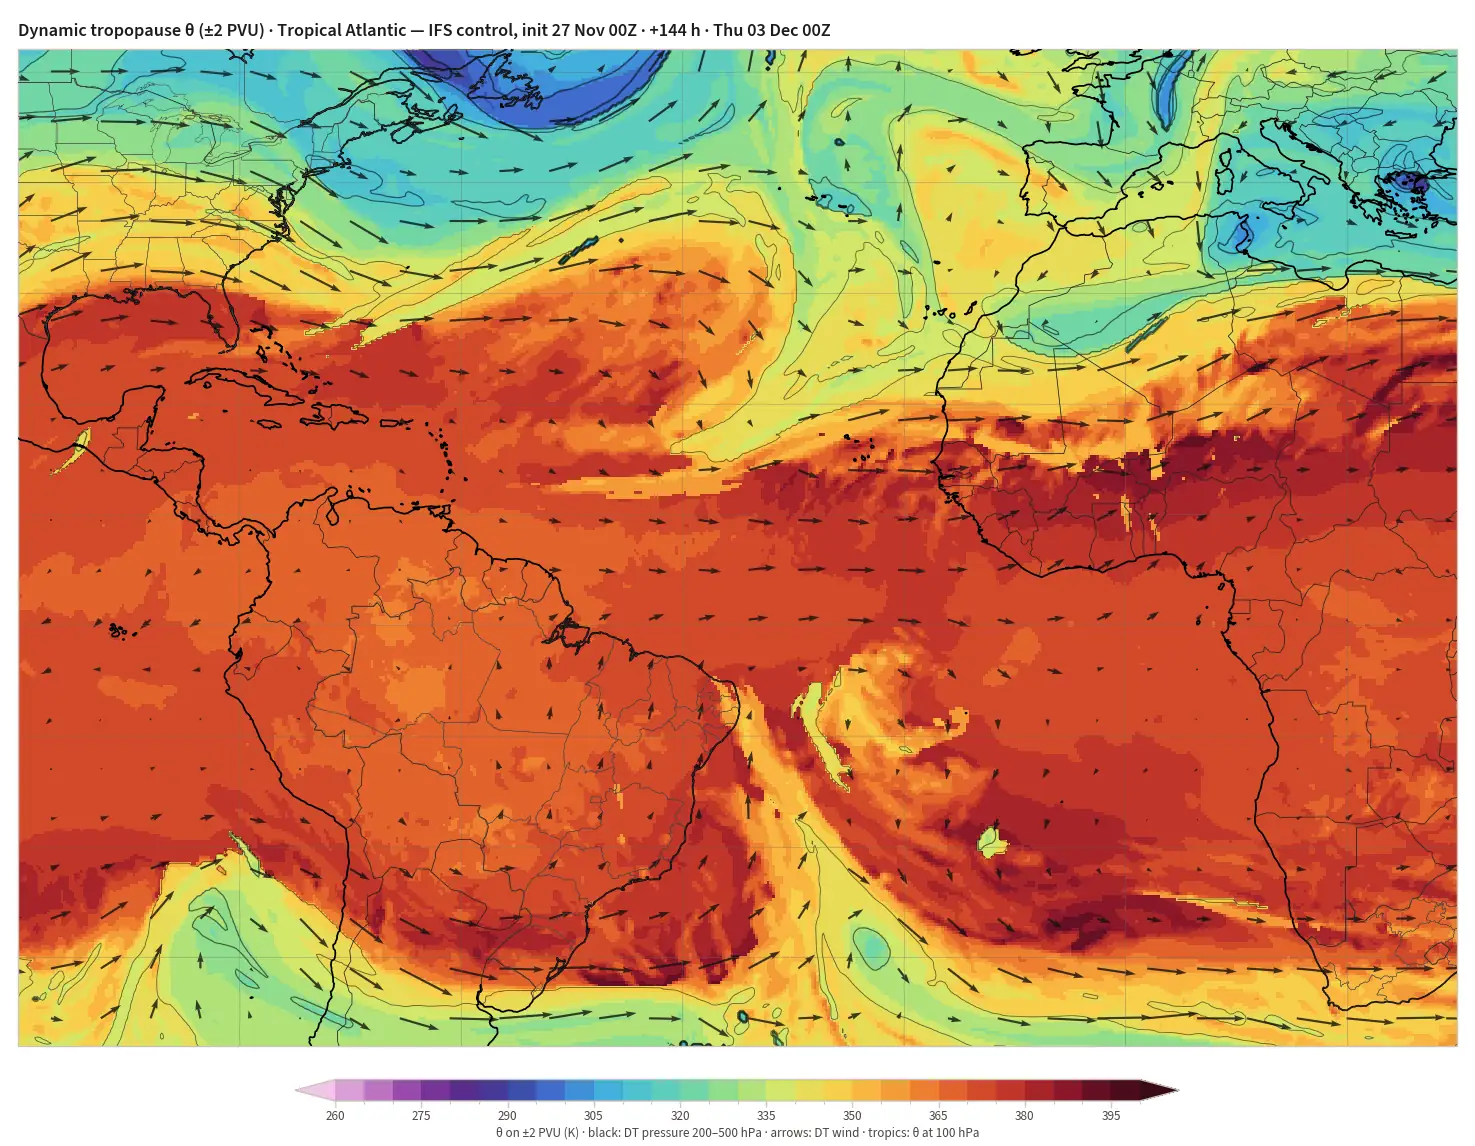 Dynamic tropopause θ (±2 PVU) · Tropical Atlantic — IFS control, init 27 Nov 00Z · +144 h · Thu 03 Dec 00Z
260 275 290 305 320 335 350 365 380 395
θ on ±2 PVU (K) · black: DT pressure 200–500 hPa · arrows: DT wind · tropics: θ at 100 hPa